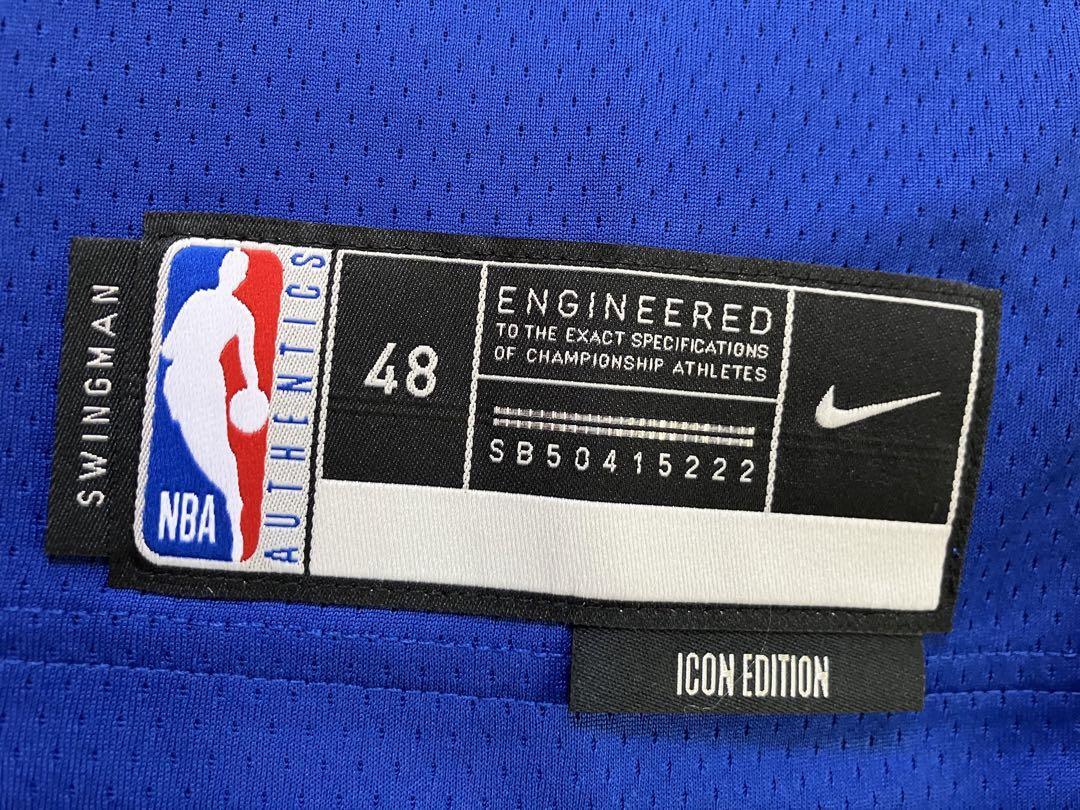 SWINGMAN
NBA
AUTHENTICS
48
ENGINEERED
TO THE EXACT SPECIFICATIONS
OF CHAMPIONSHIP ATHLETES
SB50415222
ICON EDITION